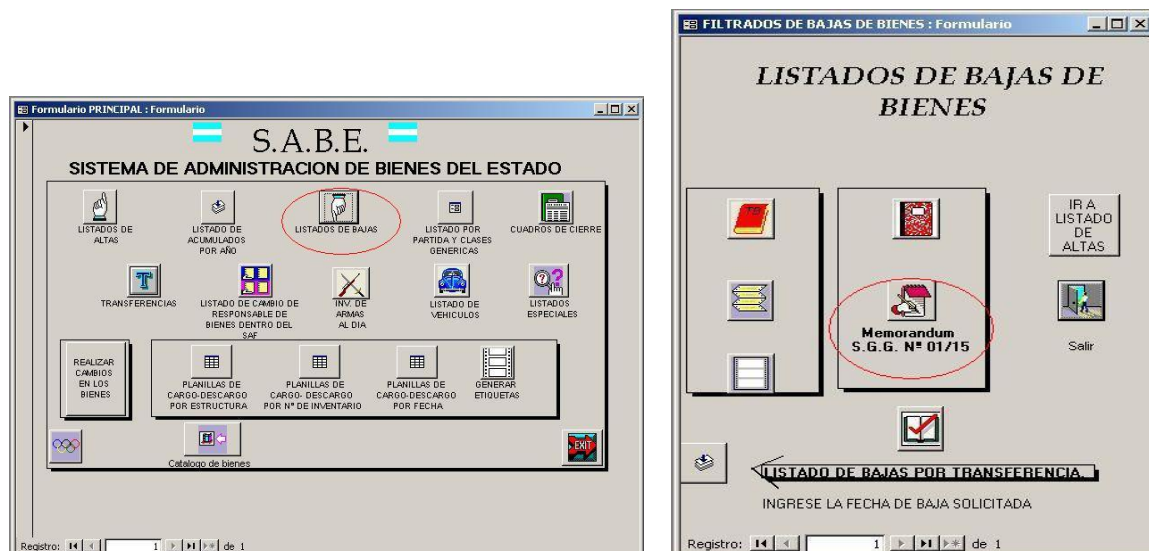 Formulario PRINCIPAL : Formulario
S.A.B.E.
SISTEMA DE ADMINISTRACION DE BIENES DEL ESTADO
LISTADOS DE
ALTAS
LISTADO DE
ACUMULADOS
POR AÑO
LISTADOS DE BAJAS
LISTADO POR
PARTIDA Y CLASES
GENERICAS
CUADROS DE CIERRE
TRANSFERENCIAS
LISTADO DE CAMBIO DE
RESPONSABLE DE
BIENES DENTRO DEL
SAF
INV. DE
ARMAS
AL DIA
LISTADO DE
VEHICULOS
LISTADOS
ESPECIALES
REALIZAR
CAMBIOS
EN LOS
BIENES
PLANILLAS DE
CARGO-DESCARGO
POR ESTRUCTURA
PLANILLAS DE
CARGO- DESCARGO
POR Nº DE INVENTARIO
PLANILLAS DE
CARGO-DESCARGO
POR FECHA
GENERAR
ETIQUETAS
Catalogo de bienes
EXIT
Registro: 1 de 1
FILTRADOS DE BAJAS DE BIENES : Formulario
LISTADOS DE BAJAS DE
BIENES
IR A
LISTADO
DE
ALTAS
Memorandum
S.G.G. Nº 01/15
Salir
LISTADO DE BAJAS POR TRANSFERENCIA.
INGRESE LA FECHA DE BAJA SOLICITADA
Registro: 1 de 1